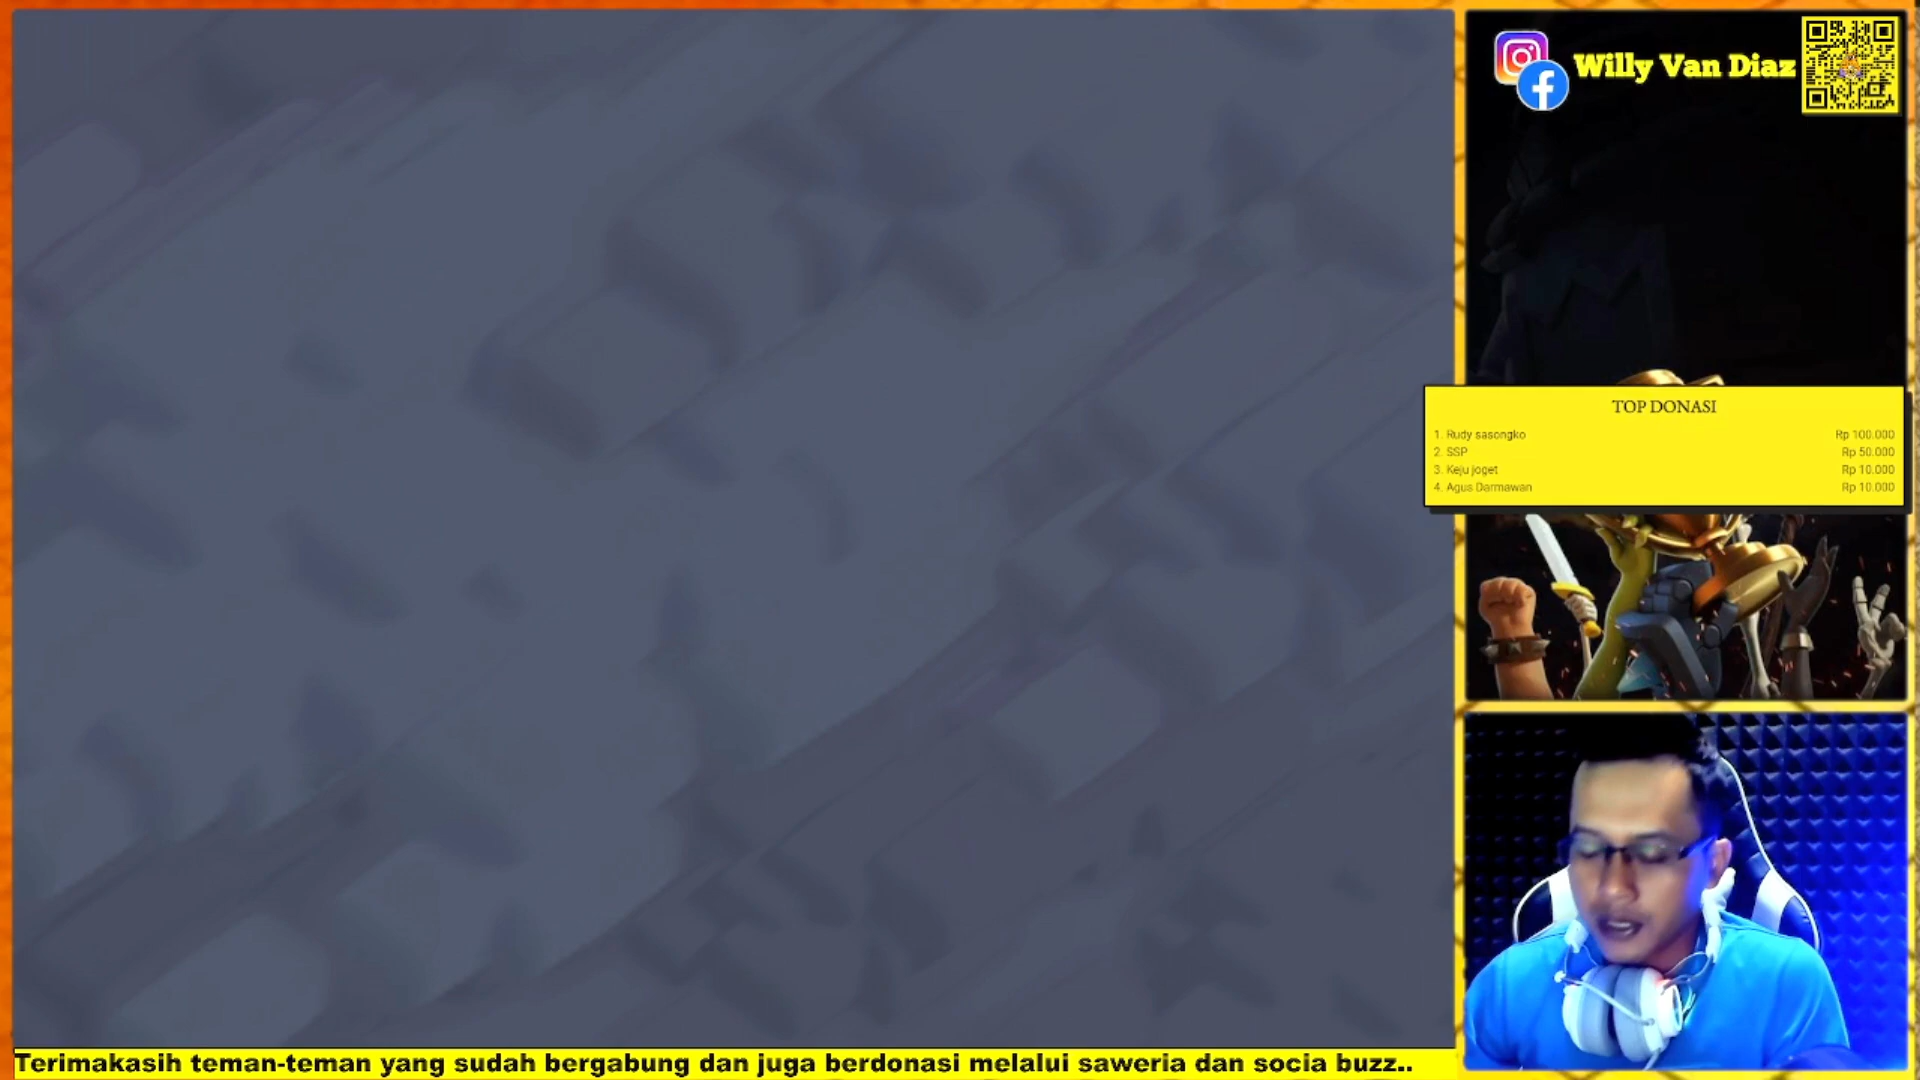 Willy Van Diaz
TOP DONASI
1. Rudy sasongko Rp 100.000
2. SSP Rp 50.000
3. Keju joget Rp 10.000
4. Agus Darmawan Rp 10.000
Terimakasih teman-teman yang sudah bergabung dan juga berdonasi melalui saweria dan socia buzz..